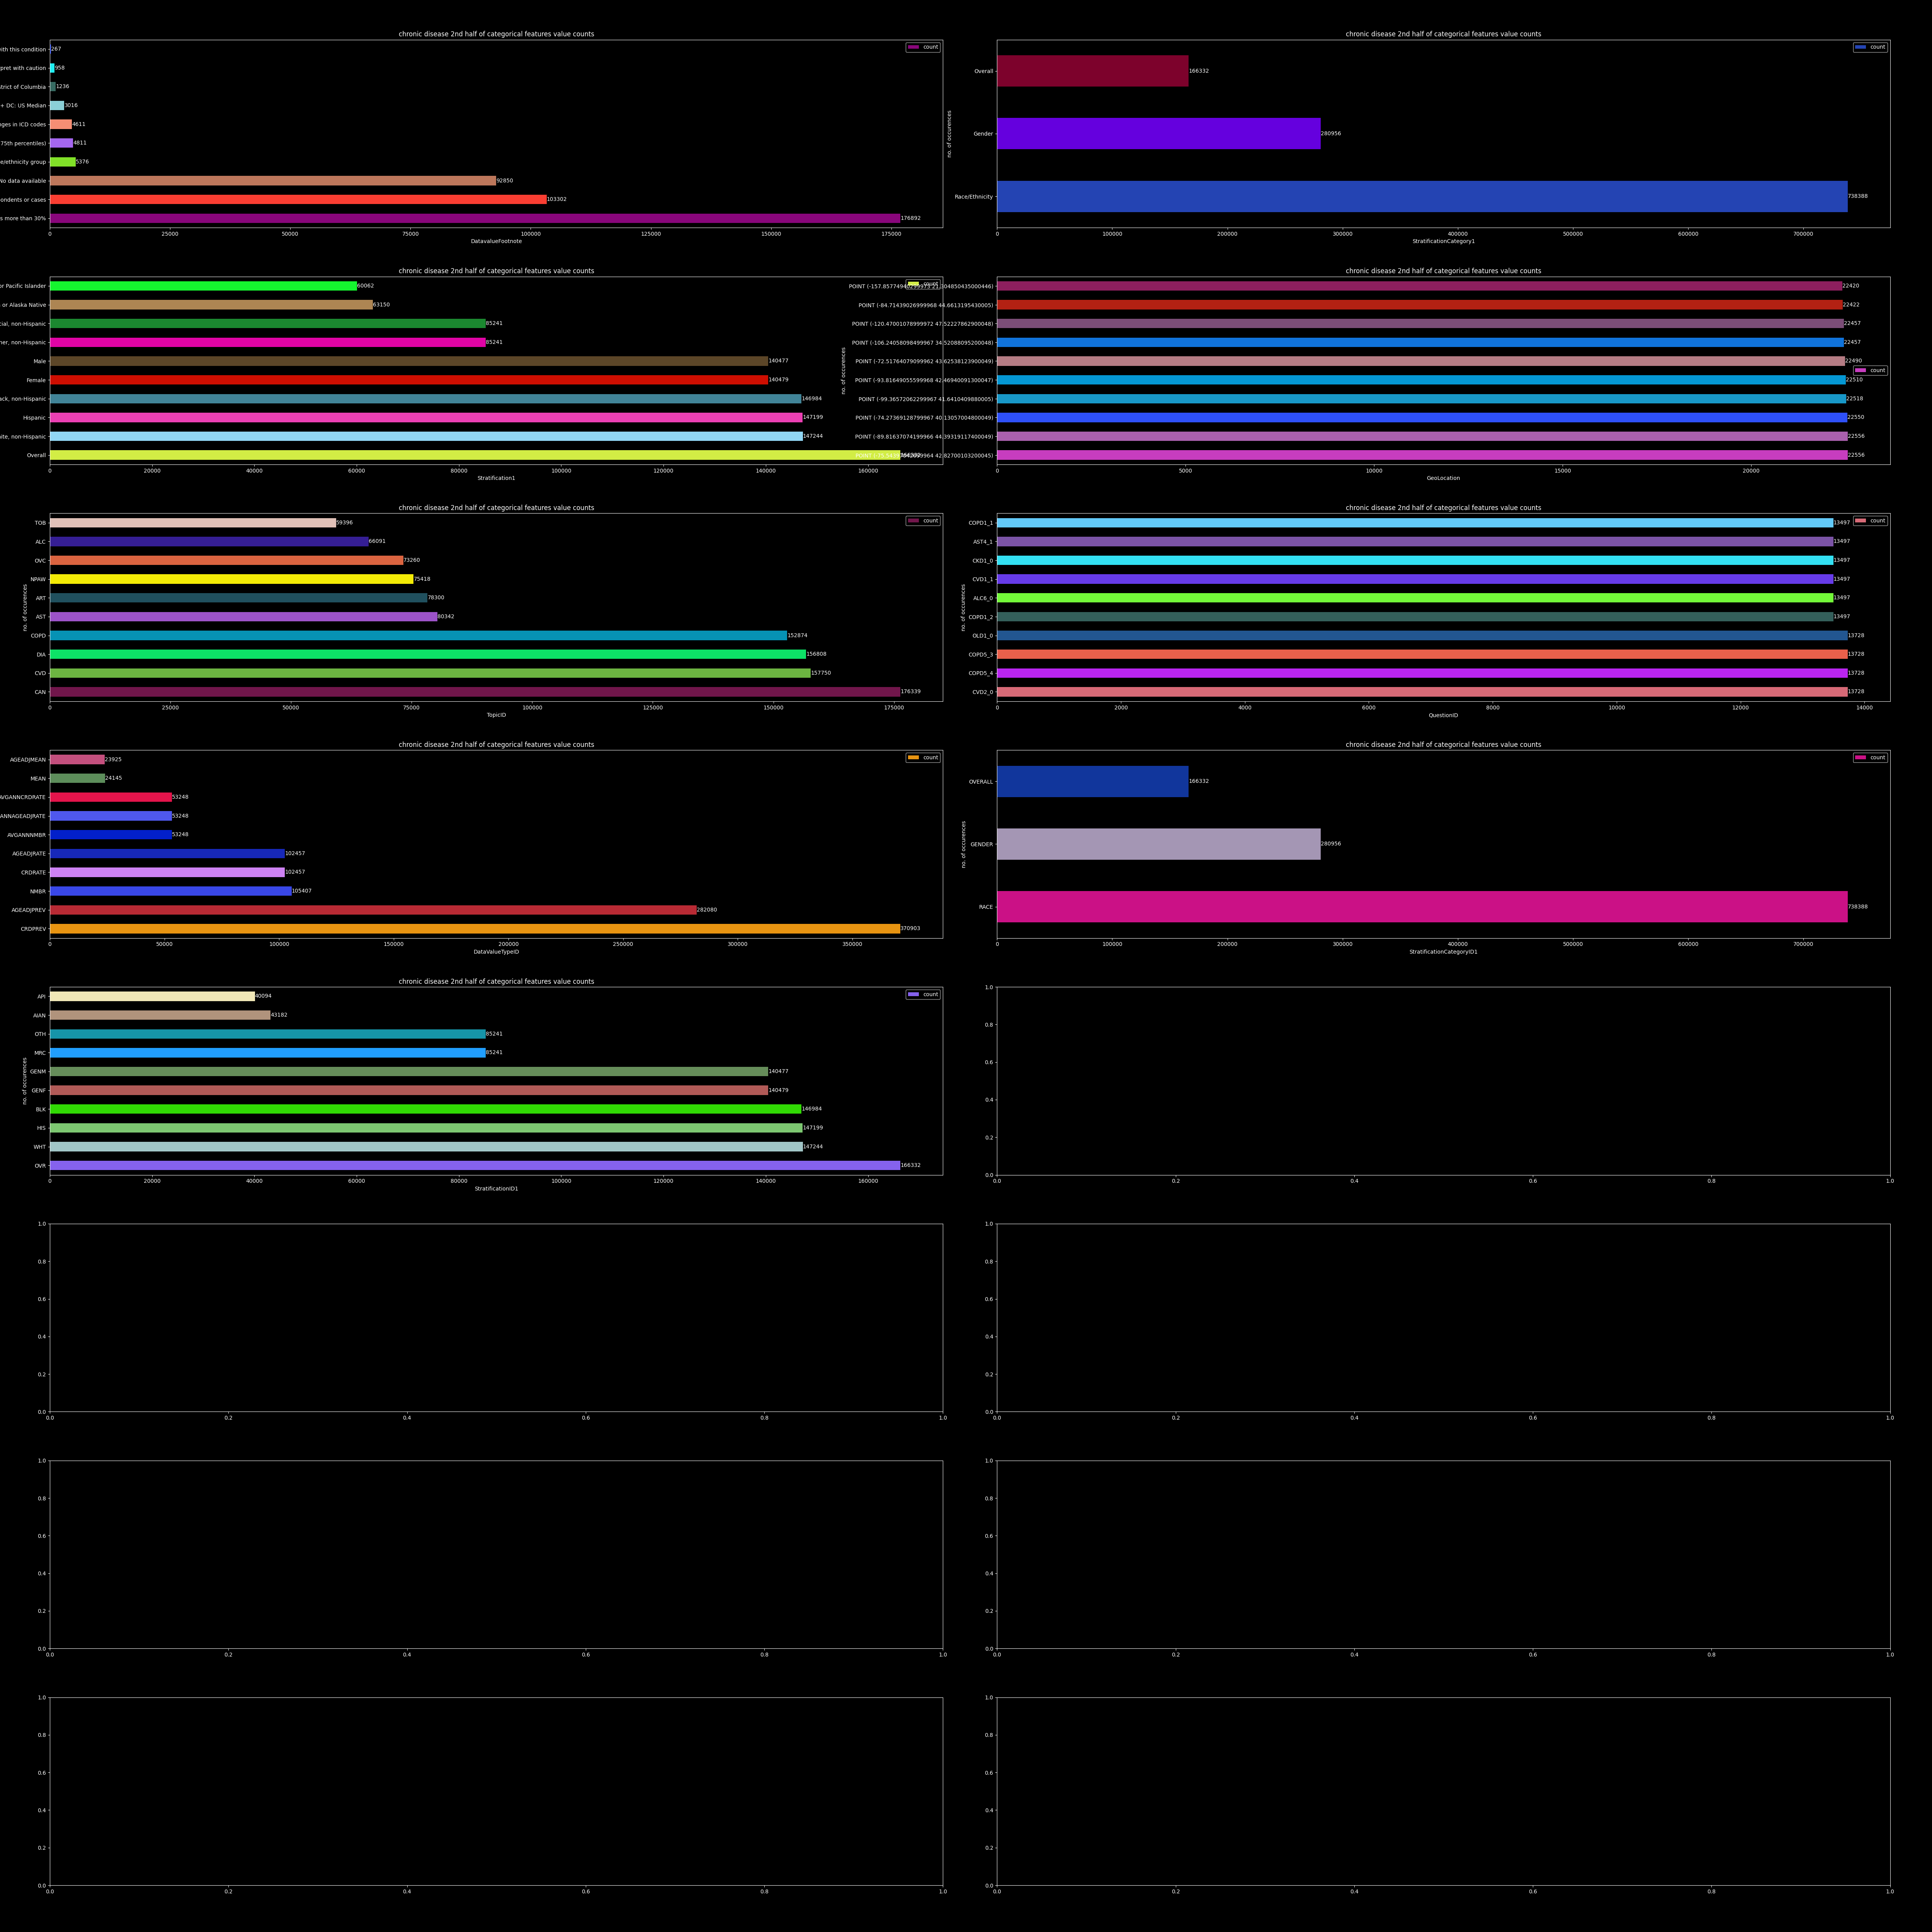 chronic disease 2nd half of categorical features value counts
count
with this condition
267
pret with caution
958
trict of Columbia
1236
+ DC: US Median
3016
ges in ICD codes
4611
75th percentiles)
4811
e/ethnicity group
5376
No data available
92850
pondents or cases
103302
s more than 30%
176892
0 25000 50000 75000 100000 125000 150000 175000
DatavalueFootnote
chronic disease 2nd half of categorical features value counts
count
no. of occurences
Overall
166332
Gender
280956
Race/Ethnicity
738388
0 100000 200000 300000 400000 500000 600000 700000
StratificationCategory1
chronic disease 2nd half of categorical features value counts
or Pacific Islander
60062
or Alaska Native
63150
cial, non-Hispanic
85241
her, non-Hispanic
85241
Male
140477
Female
140479
ack, non-Hispanic
146984
Hispanic
147199
hite, non-Hispanic
147244
Overall
0 20000 40000 60000 80000 100000 120000 140000 160000
Stratification1
chronic disease 2nd half of categorical features value counts
count
no. of occurences
POINT
22420
POINT (-84.71439026999968 44.6613195430005)
22422
POINT (-120.47001078999972 47.52227862900048)
22457
POINT (-106.24058098499967 34.52088095200048)
22457
POINT (-72.51764079099962 43.62538123900049)
22490
POINT (-93.81649055599968 42.46940091300047)
22510
POINT (-99.36572062299967 41.6410409880005)
22518
POINT (-74.27369128799967 40.13057004800049)
22550
POINT (-89.81637074199966 44.39319117400049)
22556
42.82700103200045)
22556
0 5000 10000 15000 20000
GeoLocation
chronic disease 2nd half of categorical features value counts
count
no. of occurences
TOB
59396
ALC
66091
OVC
73260
NPAW
75418
ART
78300
AST
80342
COPD
152874
DIA
156808
CVD
157750
CAN
176339
0 25000 50000 75000 100000 125000 150000 175000
TopicID
chronic disease 2nd half of categorical features value counts
count
no. of occurences
COPD1_1
13497
AST4_1
13497
CKD1_0
13497
CVD1_1
13497
ALC6_0
13497
COPD1_2
13497
OLD1_0
13728
COPD5_3
13728
COPD5_4
13728
CVD2_0
13728
0 2000 4000 6000 8000 10000 12000 14000
QuestionID
chronic disease 2nd half of categorical features value counts
count
AGEADJMEAN
23925
MEAN
24145
AVGANNCRDRATE
53248
ANNAGEADJRATE
53248
AVGANNNMBR
53248
AGEADJRATE
102457
CRDRATE
102457
NMBR
105407
AGEADJPREV
282080
CRDPREV
370903
0 50000 100000 150000 200000 250000 300000 350000
DataValueTypeID
chronic disease 2nd half of categorical features value counts
count
no. of occurences
OVERALL
166332
GENDER
280956
RACE
738388
0 100000 200000 300000 400000 500000 600000 700000
StratificationCategoryID1
chronic disease 2nd half of categorical features value counts
count
no. of occurences
API
40094
AIAN
43182
OTH
85241
MRC
85241
GENM
140477
GENF
140479
BLK
146984
HIS
147199
WHT
147244
OVR
166332
0 20000 40000 60000 80000 100000 120000 140000 160000
StratificationID1
1.0
0.8
0.6
0.4
0.2
0.0
0.0 0.2 0.4 0.6 0.8 1.0
1.0
0.8
0.6
0.4
0.2
0.0
0.0 0.2 0.4 0.6 0.8 1.0
1.0
0.8
0.6
0.4
0.2
0.0
0.0 0.2 0.4 0.6 0.8 1.0
1.0
0.8
0.6
0.4
0.2
0.0
0.0 0.2 0.4 0.6 0.8 1.0
1.0
0.8
0.6
0.4
0.2
0.0
0.0 0.2 0.4 0.6 0.8 1.0
1.0
0.8
0.6
0.4
0.2
0.0
0.0 0.2 0.4 0.6 0.8 1.0
1.0
0.8
0.6
0.4
0.2
0.0
0.0 0.2 0.4 0.6 0.8 1.0